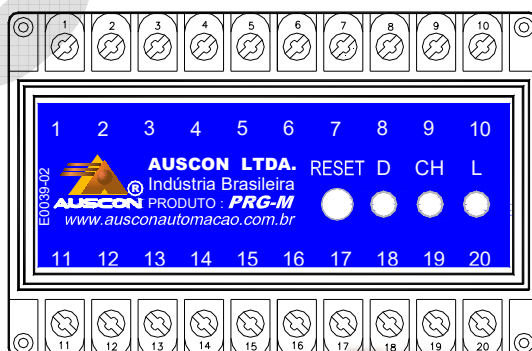 1 2 3 4 5 6 7 8 9 10
1 2 3 4 5 6 7 8 9 10
AUSCON LTDA.
RESET D CH L
Indústria Brasileira
E0039-02
AUSCON ® PRODUTO : PRG-M
www.ausconautomacao.com.br
11 12 13 14 15 16 17 18 19 20
11 12 13 14 15 16 17 18 19 20